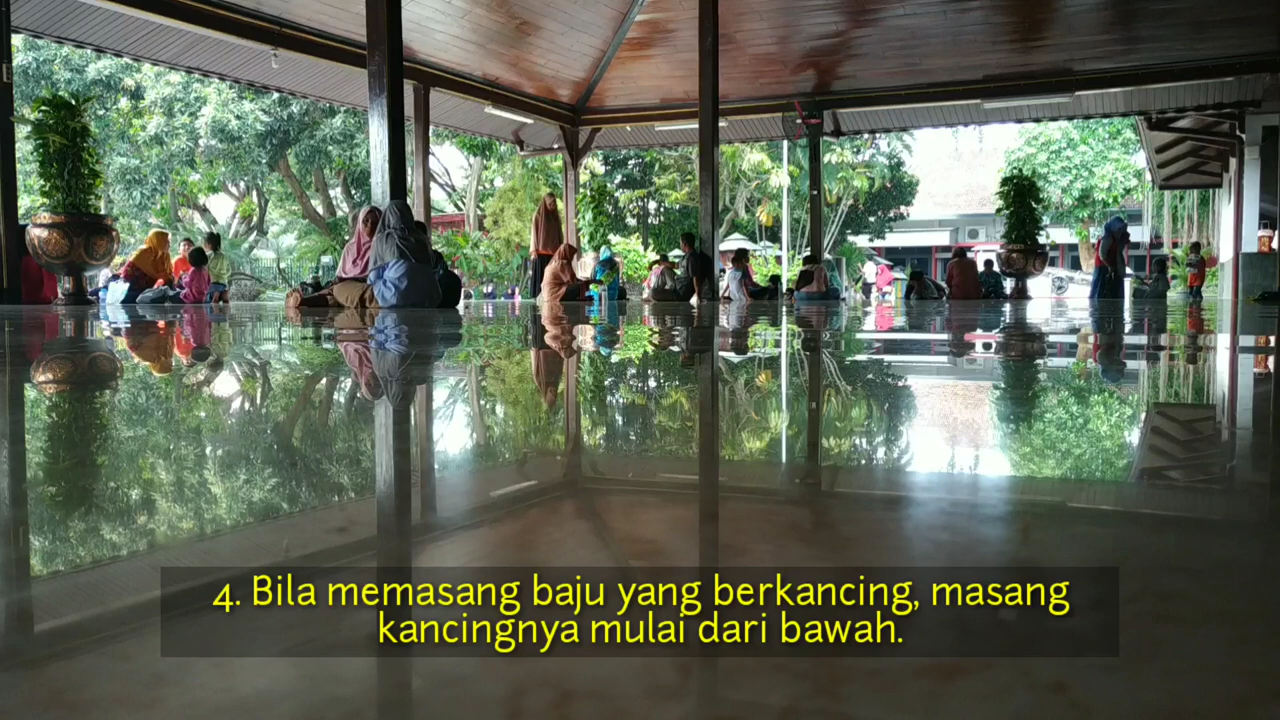 4. Bila memasang baju yang berkancing, masang
kancingnya mulai dari bawah.